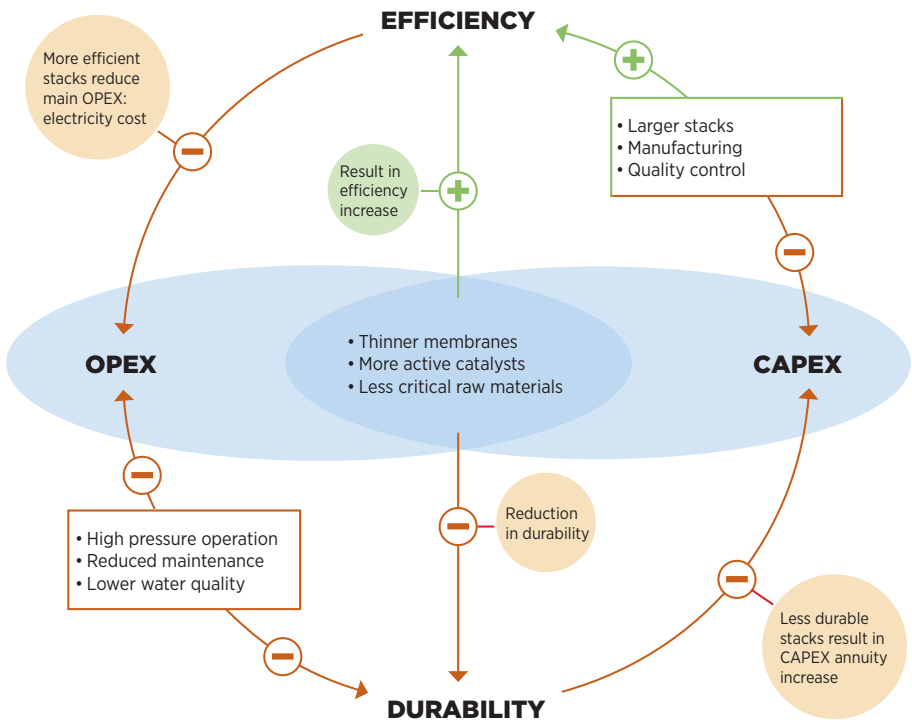 EFFICIENCY
More efficient
stacks reduce
main OPEX:
electricity cost
• Larger stacks
• Manufacturing
• Quality control
Result in
efficiency
increase
OPEX
• Thinner membranes
• More active catalysts
• Less critical raw materials
CAPEX
• High pressure operation
• Reduced maintenance
• Lower water quality
Reduction
in durability
Less durable
stacks result in
CAPEX annuity
increase
DURABILITY